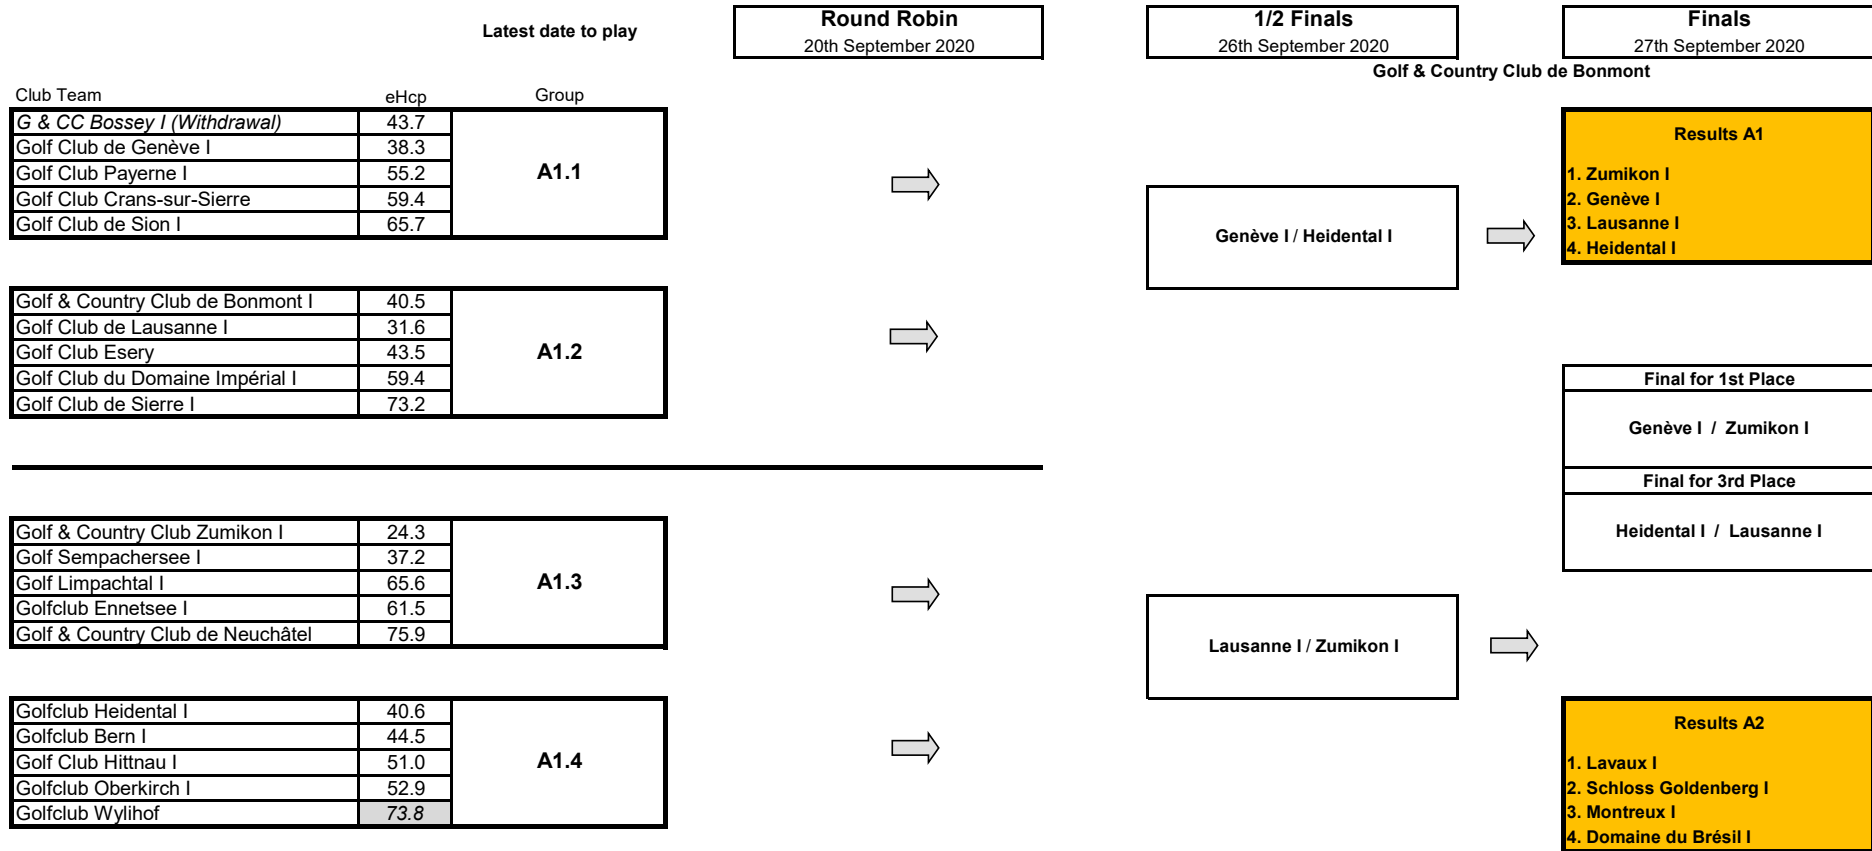 Latest date to play
Round Robin
20th September 2020
1/2 Finals
26th September 2020
Finals
27th September 2020
Golf & Country Club de Bonmont
Club Team eHcp Group
G & CC Bossey I (Withdrawal) 43.7
Golf Club de Genève I 38.3
Golf Club Payerne I 55.2
A1.1
Golf Club Crans-sur-Sierre 59.4
Golf Club de Sion I 65.7
Genève I / Heidental I
Results A1
1. Zumikon I
2. Genève I
3. Lausanne I
4. Heidental I
Golf & Country Club de Bonmont I 40.5
Golf Club de Lausanne I 31.6
Golf Club Esery 43.5
A1.2
Golf Club du Domaine Impérial I 59.4
Golf Club de Sierre I 73.2
Final for 1st Place
Genève I / Zumikon I
Final for 3rd Place
Heidental I / Lausanne I
Golf & Country Club Zumikon I 24.3
Golf Sempachersee I 37.2
Golf Limpachtal I 65.6
A1.3
Golfclub Ennetsee I 61.5
Golf & Country Club de Neuchâtel 75.9
Lausanne I / Zumikon I
Golfclub Heidental I 40.6
Golfclub Bern I 44.5
Golf Club Hittnau I 51.0
A1.4
Golfclub Oberkirch I 52.9
Golfclub Wylihof 73.8
Results A2
1. Lavaux I
2. Schloss Goldenberg I
3. Montreux I
4. Domaine du Brésil I